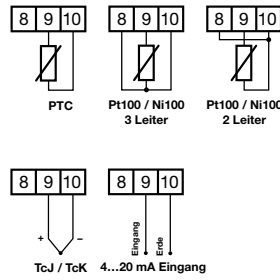 8 9 10
8 9 10
8 9 10
PTC
Pt100 / Ni100
3 Leiter
Pt100 / Ni100
2 Leiter
8 9 10
8 9 10
+ –
Eingang
Erde
TcJ / TcK
4...20 mA Eingang